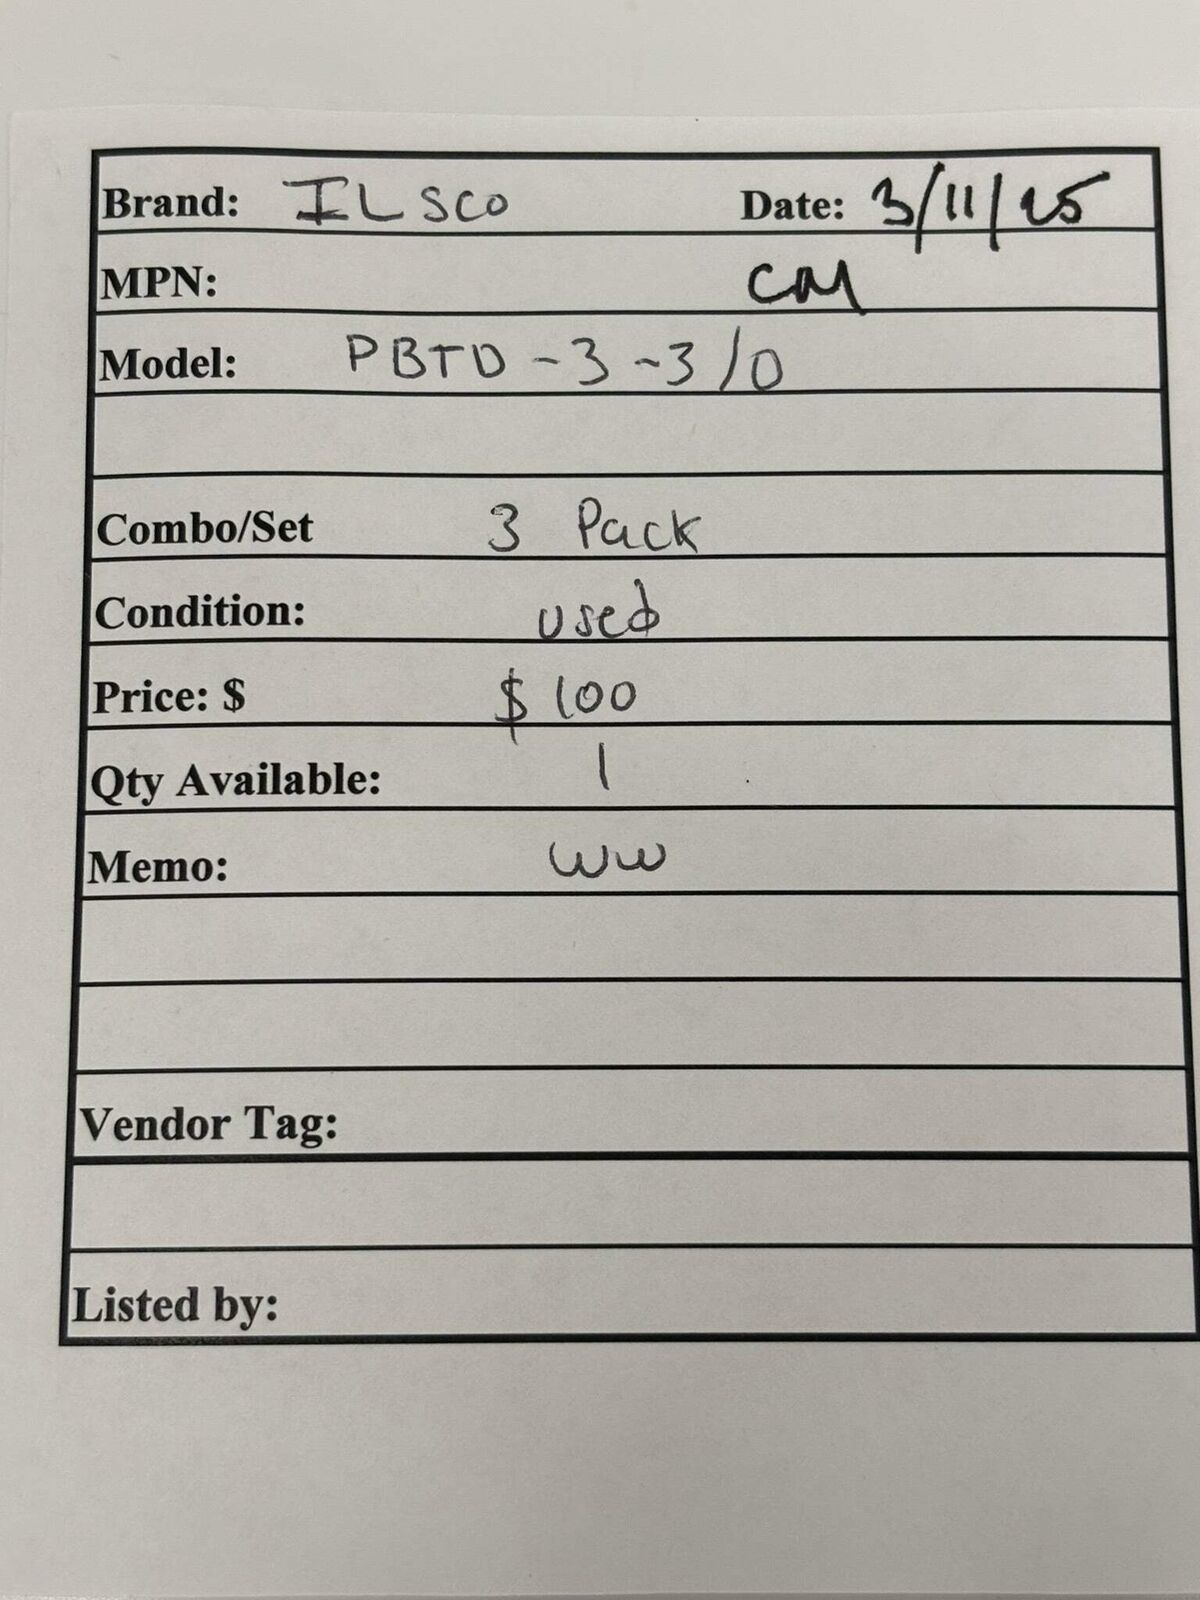 Brand: ILSCO Date: 3/11/25
MPN: CM
Model: PBTD-3-3/0
Combo/Set 3 Pack
Condition: used
Price: $ $100
Qty Available: 1
Memo: WW
Vendor Tag:
Listed by: